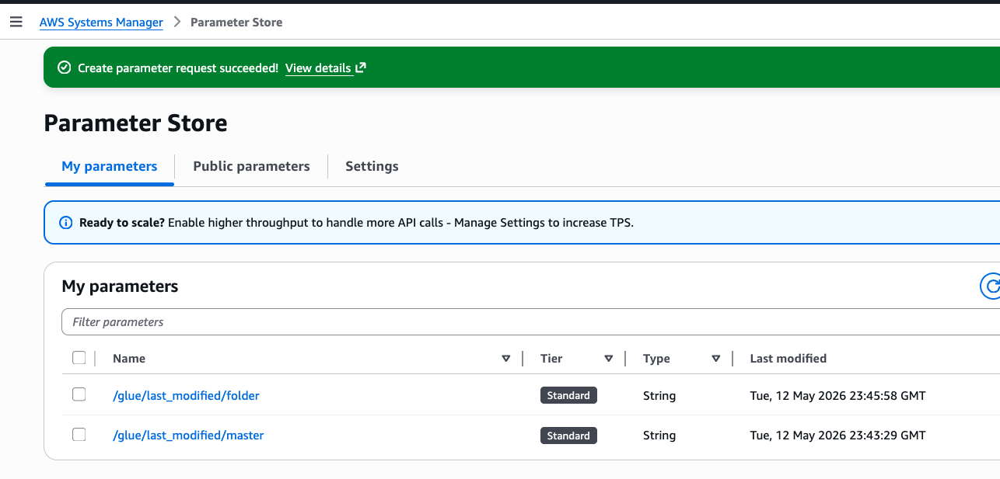 AWS Systems Manager > Parameter Store
Create parameter request succeeded! View details
Parameter Store
My parameters Public parameters Settings
Ready to scale? Enable higher throughput to handle more API calls - Manage Settings to increase TPS.
My parameters
Filter parameters
Name Tier Type Last modified
/glue/last_modified/folder Standard String Tue, 12 May 2026 23:45:58 GMT
/glue/last_modified/master Standard String Tue, 12 May 2026 23:43:29 GMT